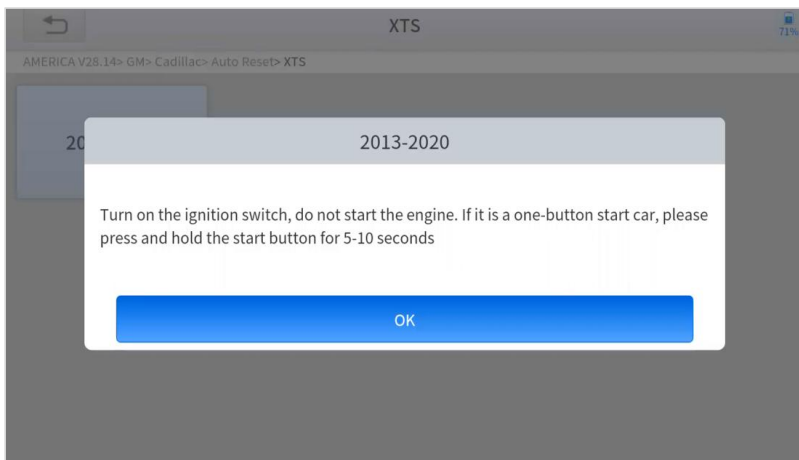 XTS
71%
AMERICA V28.14> GM> Cadillac> Auto Reset> XTS
20
2013-2020
Turn on the ignition switch, do not start the engine. If it is a one-button start car, please
press and hold the start button for 5-10 seconds
OK